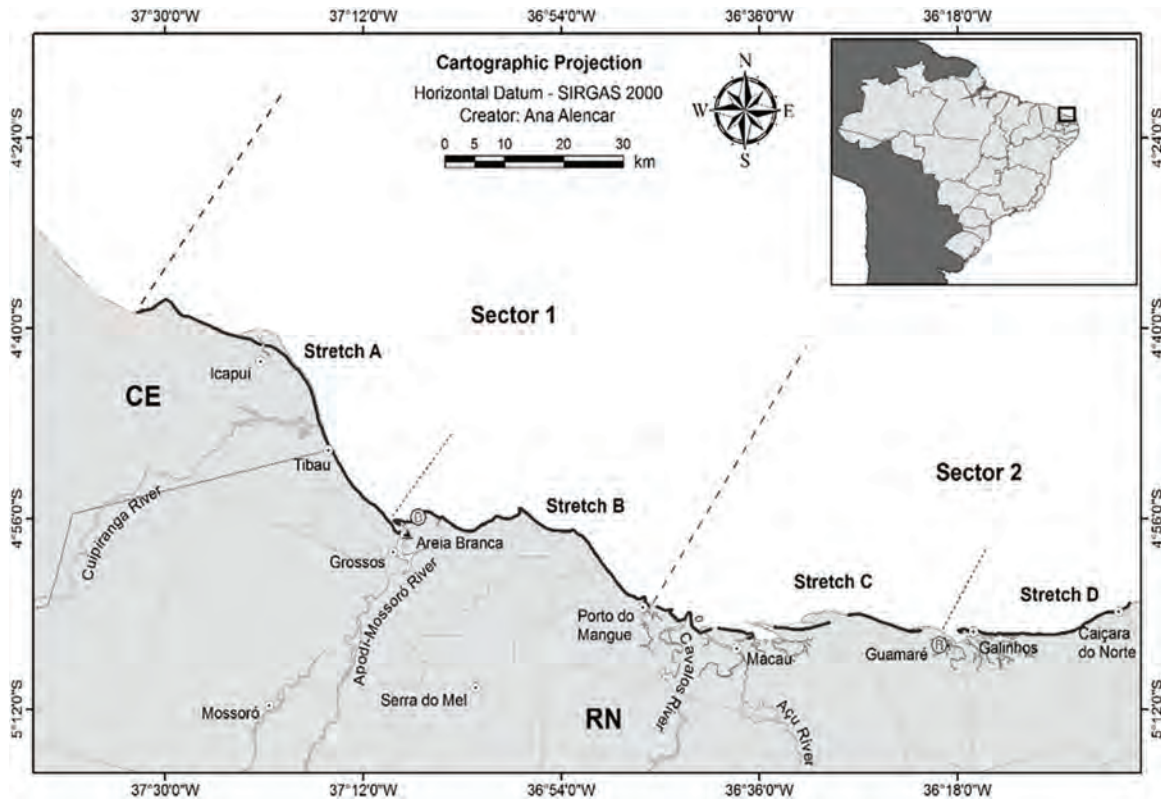 37°30'0"W
37°12'0"W
36°54'0"W
36°36'0"W
36°18'0"W
Cartographic Projection
Horizontal Datum - SIRGAS 2000
Creator: Ana Alencar
0 5 10 20 30
km
N
W E
S
4°24'0"S
4°24'0"S
Sector 1
4°40'0"S
4°40'0"S
Stretch A
Icapuí
CE
Sector 2
Tibau
Stretch B
4°56'0"S
4°56'0"S
Cuipiranga River
Areia Branca
Grossos
Stretch C
Stretch D
Porto do
Mangue
Macau
Guamaré
Galinhos
Caiçara
do Norte
Apodi-Mossoró River
Cavalos River
Serra do Mel
Mossoró
RN
Açu River
5°12'0"S
5°12'0"S
37°30'0"W
37°12'0"W
36°54'0"W
36°36'0"W
36°18'0"W